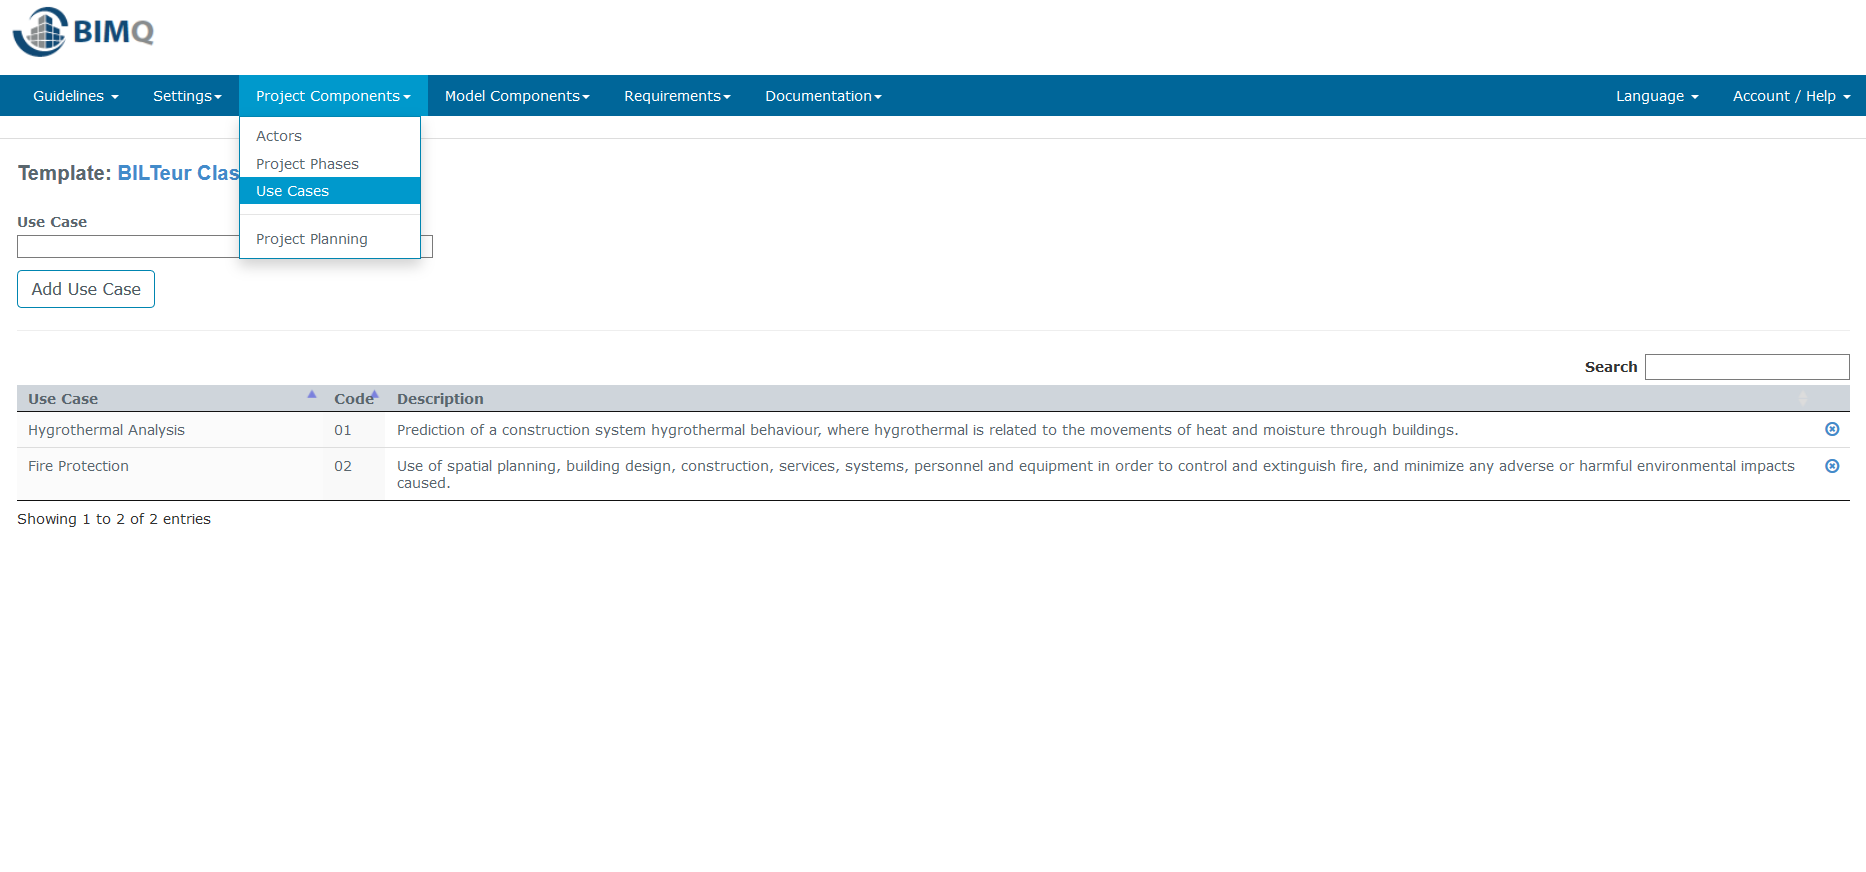 BIMQ
Guidelines Settings Project Components Model Components Requirements Documentation Language Account / Help
Actors
Project Phases
Use Cases
Project Planning
Template: BILTeur Clas
Use Case
Add Use Case
Search
Use Case Code Description
Hygrothermal Analysis 01 Prediction of a construction system hygrothermal behaviour, where hygrothermal is related to the movements of heat and moisture through buildings.
Fire Protection 02 Use of spatial planning, building design, construction, services, systems, personnel and equipment in order to control and extinguish fire, and minimize any adverse or harmful environmental impacts
caused.
Showing 1 to 2 of 2 entries